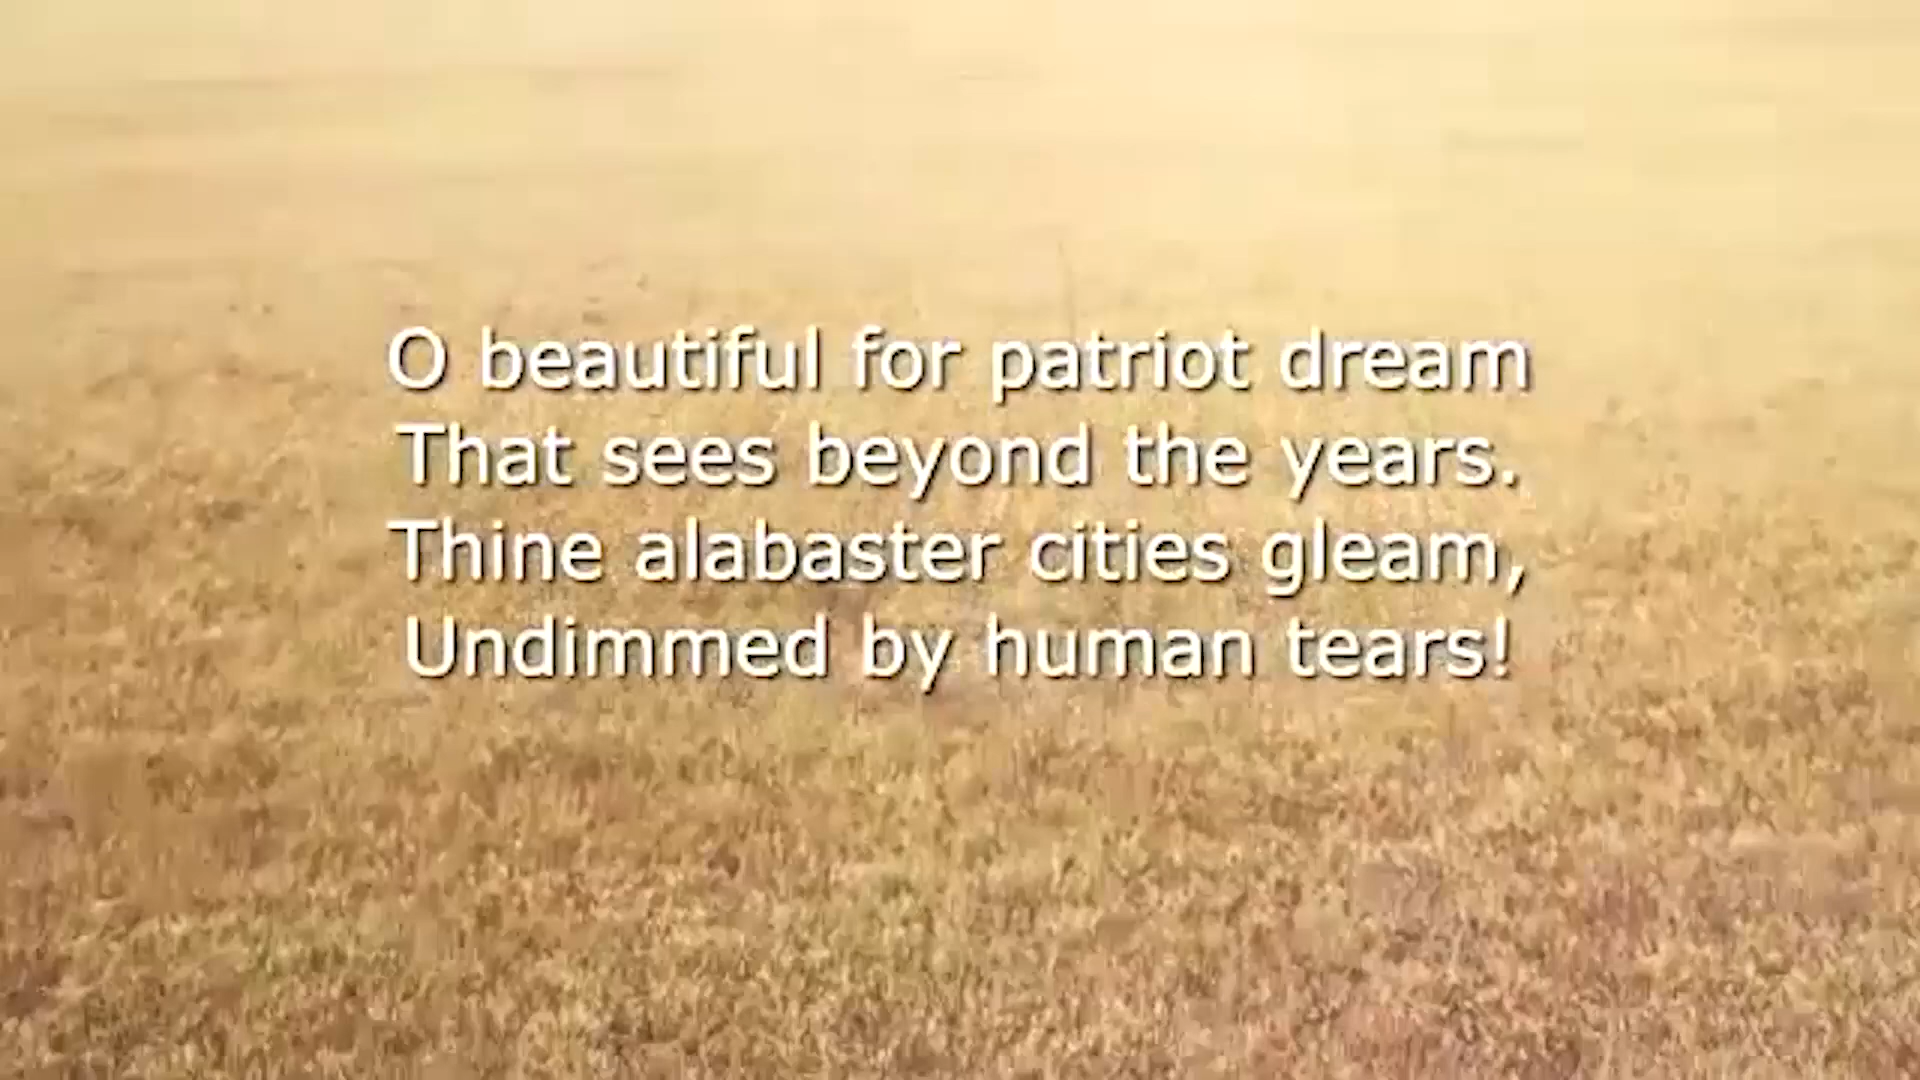 O beautiful for patriot dream
That sees beyond the years.
Thine alabaster cities gleam,
Undimmed by human tears!